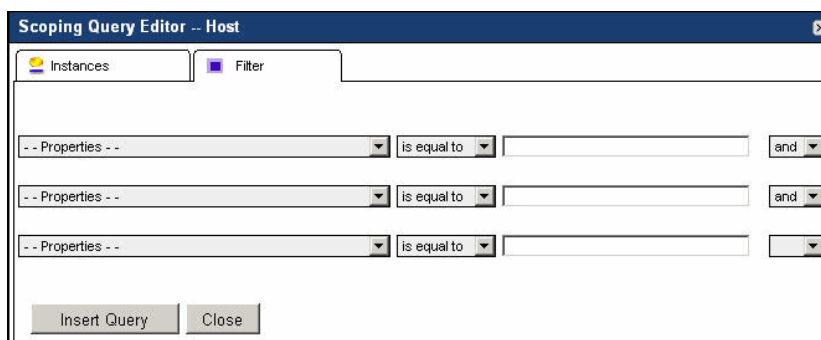 Scoping Query Editor -- Host
Instances Filter
- - Properties - - is equal to and
- - Properties - - is equal to and
- - Properties - - is equal to
Insert Query Close